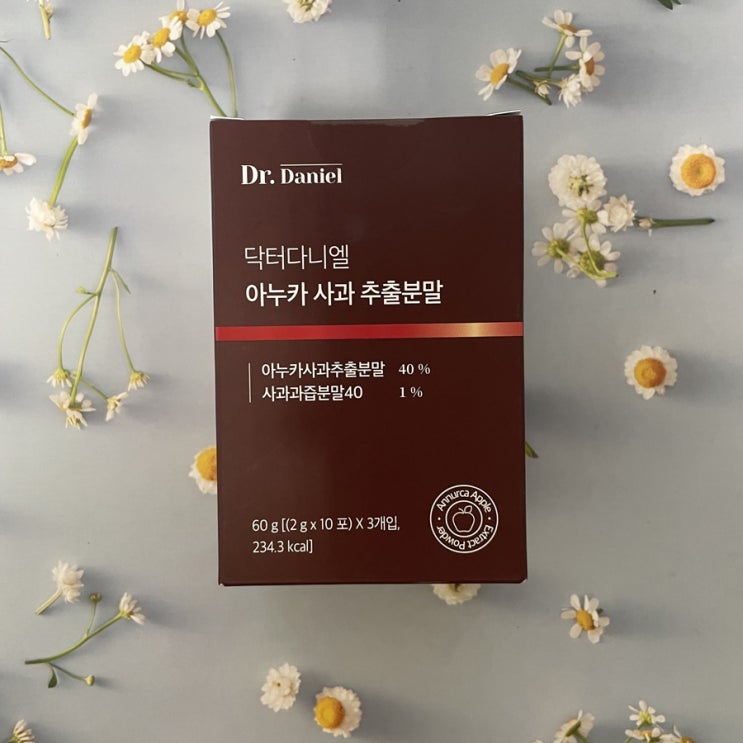 Dr. Daniel
닥터다니엘
아누카 사과 추출분말
아누카사과추출분말 40 %
사과과즙분말40 1 %
60 g [(2 g x 10 포) X 3개입,
234.3 kcal]
Annurca Apple
Extract Powder